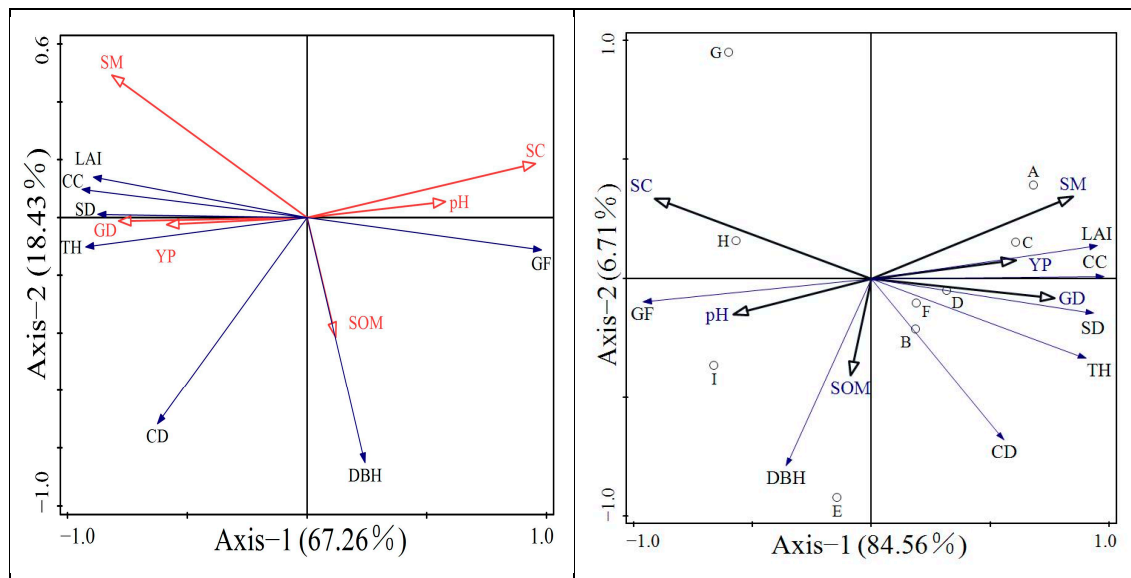 0.6
SM
LAI
CC
SD
GD
TH
YP
SC
pH
GF
SOM
CD
DBH
Axis−2 (18.43%)
−1.0
−1.0
Axis−1 (67.26%)
1.0
1.0
G
A
SC
SM
H
C
LAI
YP
CC
GF
pH
D
F
GD
SD
B
I
TH
SOM
CD
DBH
E
Axis−2 (6.71%)
−1.0
−1.0
Axis−1 (84.56%)
1.0